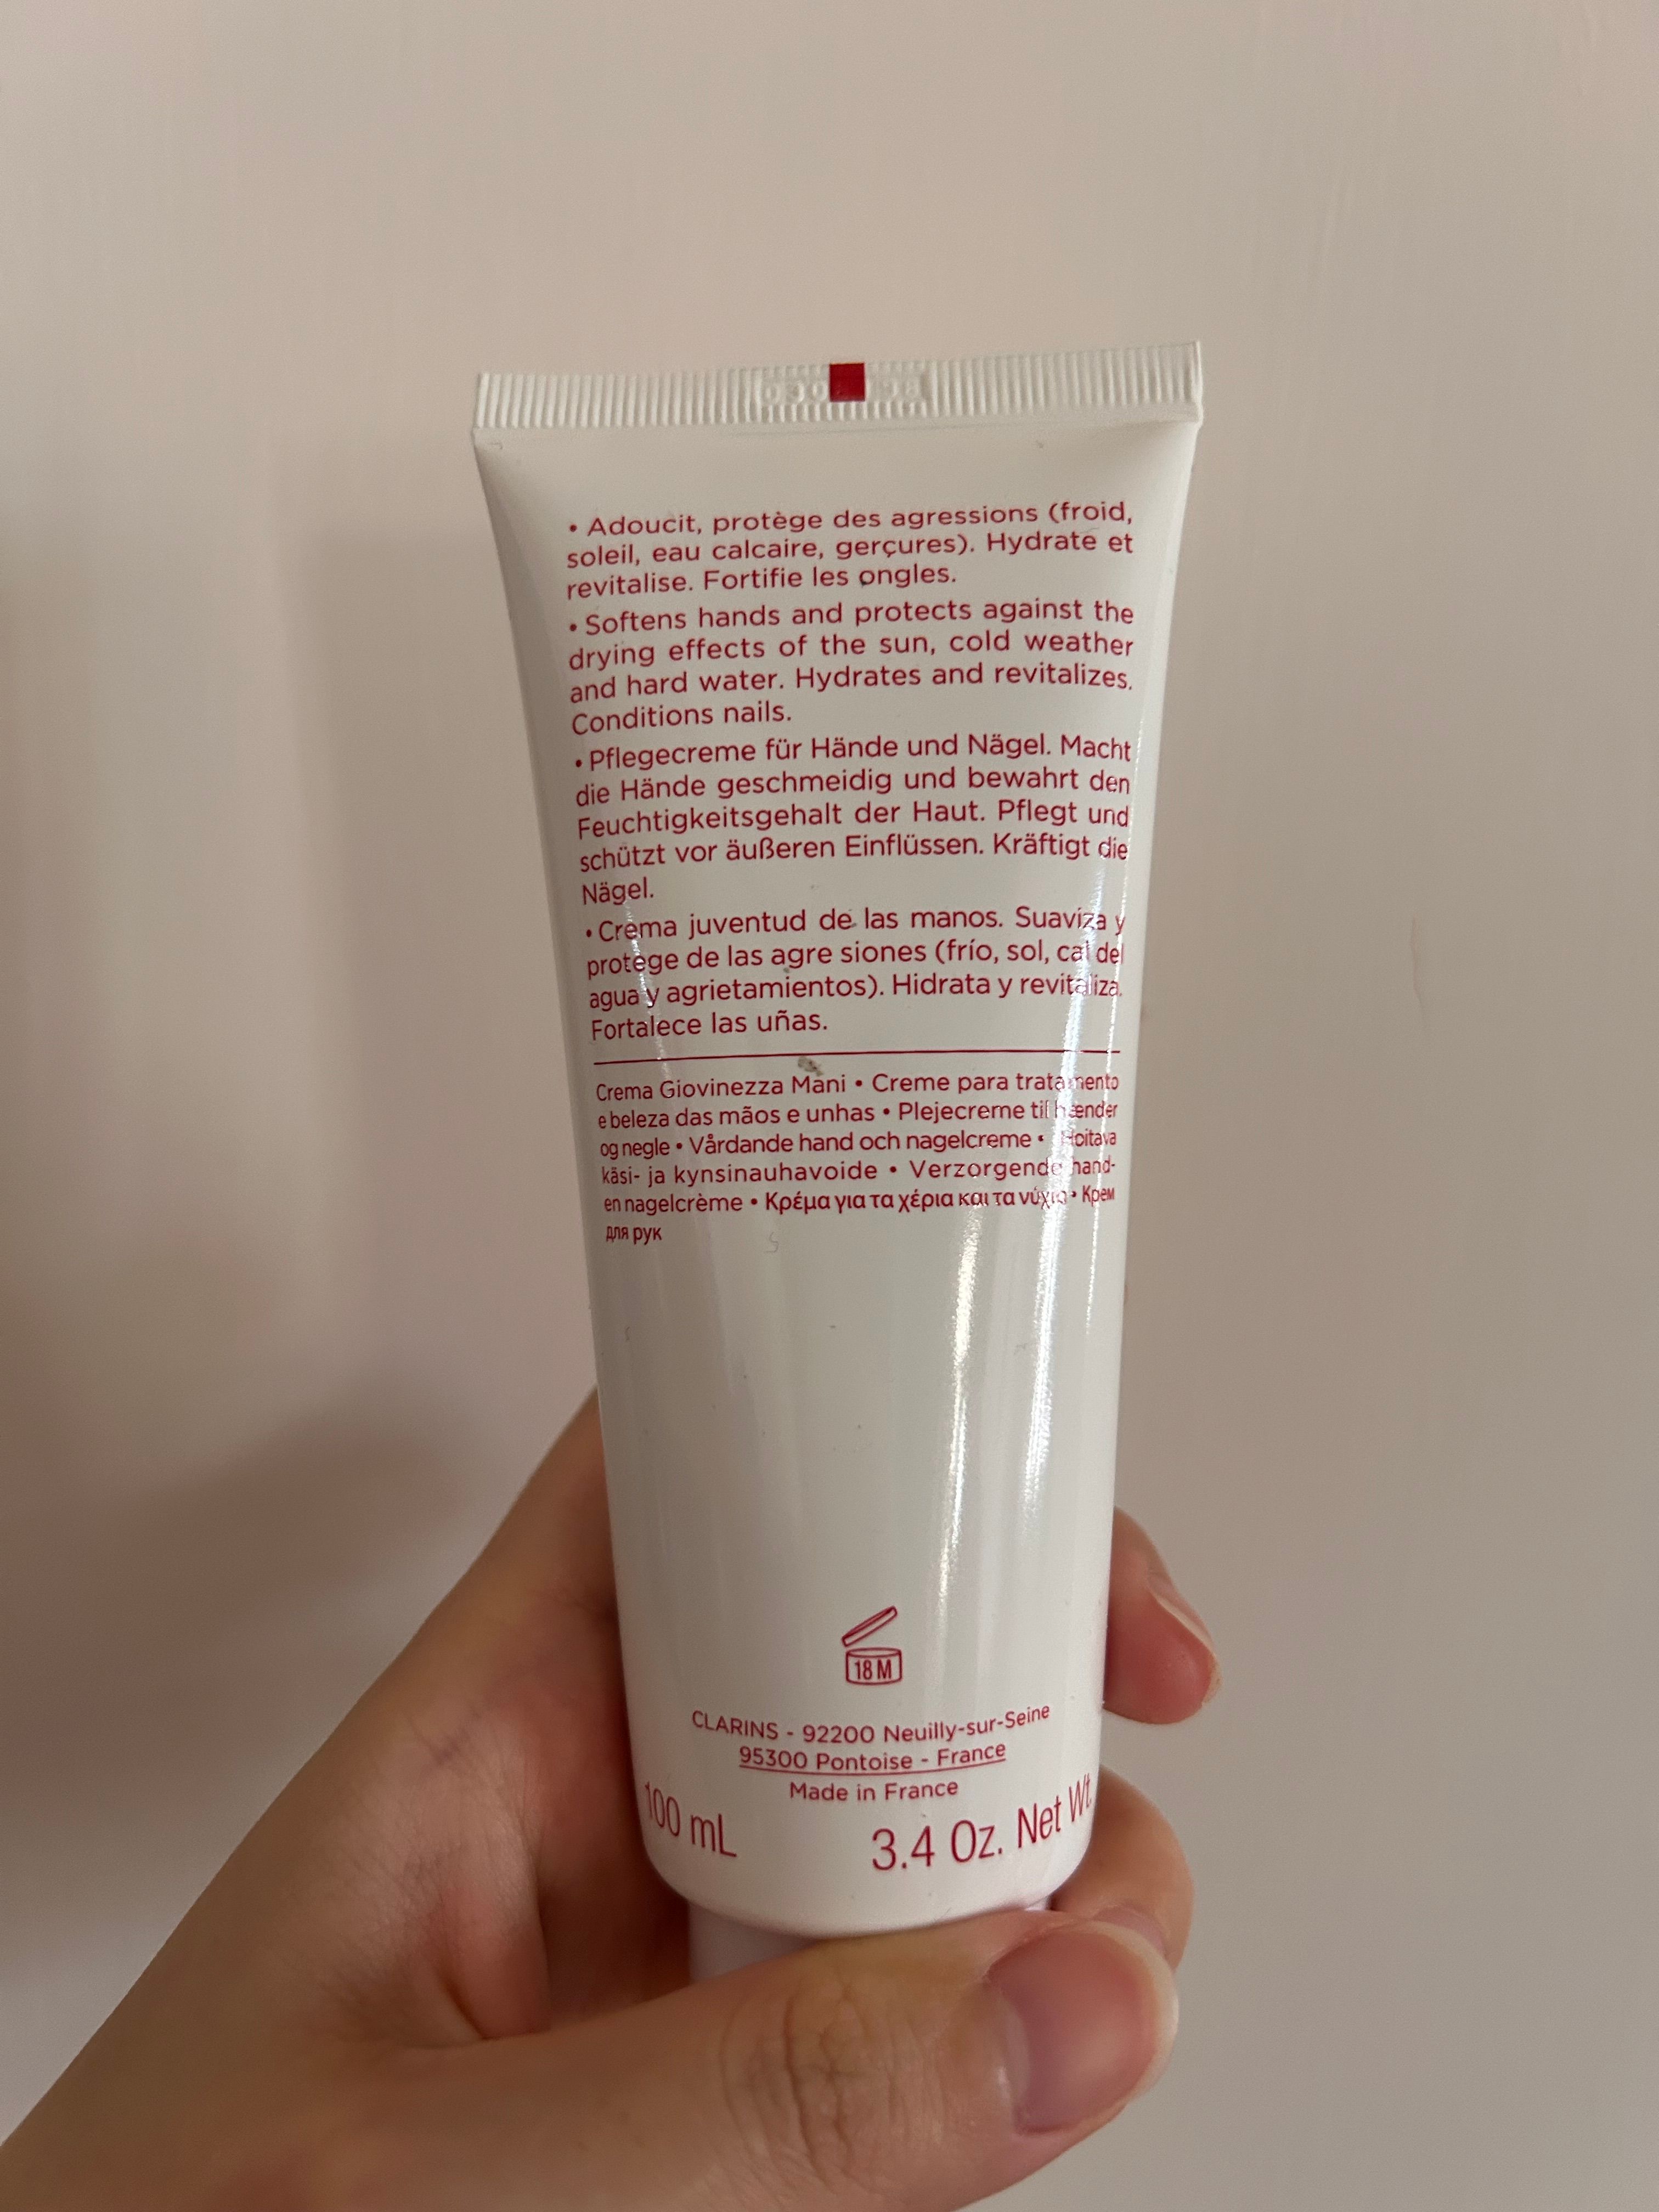 • Adoucit, protège des agressions (froid,
soleil, eau calcaire, gerçures). Hydrate et
revitalise. Fortifie les ongles.
• Softens hands and protects against the
drying effects of the sun, cold weather
and hard water. Hydrates and revitalizes.
Conditions nails.
• Pflegecreme für Hände und Nägel. Macht
die Hände geschmeidig und bewahrt den
Feuchtigkeitsgehalt der Haut. Pflegt und
schützt vor äußeren Einflüssen. Kräftigt die
Nägel.
• Crema juventud de las manos. Suaviza y
protege de las agre siones (frío, sol, cal del
agua y agrietamientos). Hidrata y revitaliza.
Fortalece las uñas.
Crema Giovinezza Mani • Creme para tratamento
e beleza das mãos e unhas • Plejecreme til hænder
og negle • Vårdande hand och nagelcreme • Hoitava
käsi- ja kynsinauhavoide • Verzorgende hand-
en nagelcrème • Κρέμα για τα χέρια και τα νύχια • Крем
для рук
18 M
CLARINS - 92200 Neuilly-sur-Seine
95300 Pontoise - France
Made in France
100 mL 3.4 Oz. Net Wt.